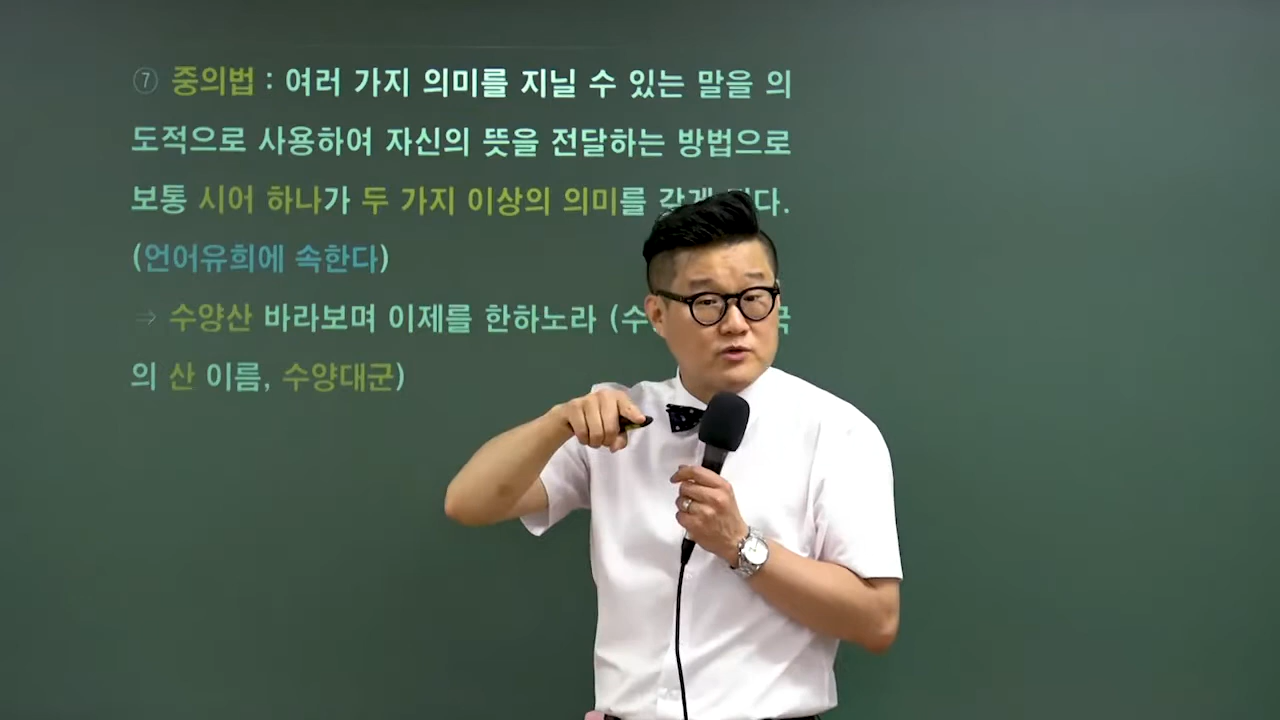 ⑦ 중의법 : 여러 가지 의미를 지닐 수 있는 말을 의
도적으로 사용하여 자신의 뜻을 전달하는 방법으로
보통 시어 하나가 두 가지 이상의 의미를 갖게 된다.
(언어유희에 속한다)
⇒ 수양산 바라보며 이제를 한하노라 (수
의 산 이름, 수양대군)